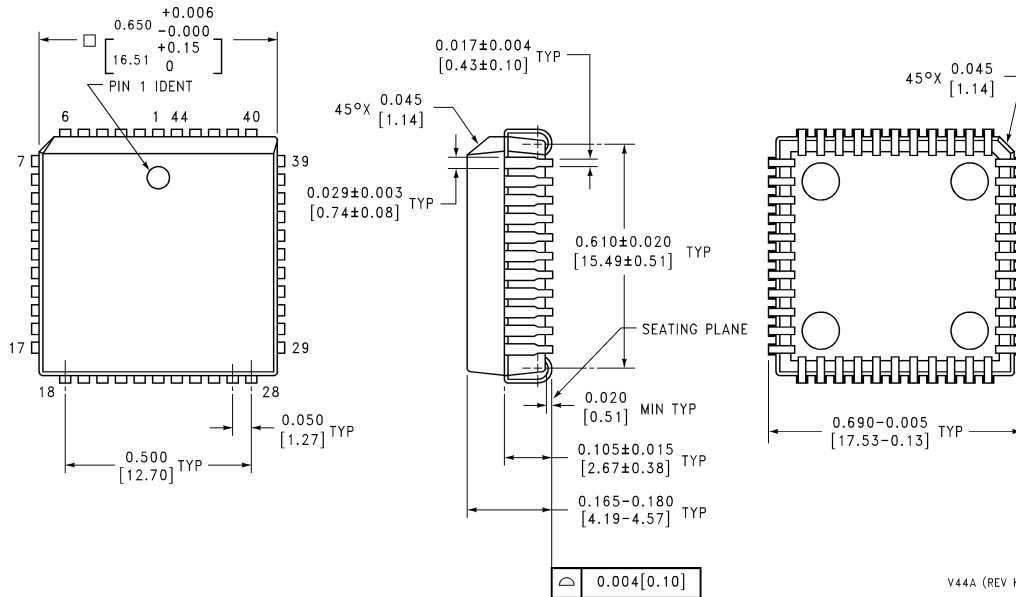 0.650 +0.006
-0.000
16.51 +0.15
0
PIN 1 IDENT
6 1 44 40
7 39
17 29
18 28
0.050
[1.27] TYP
0.500
[12.70] TYP
0.017±0.004
[0.43±0.10] TYP
45°X 0.045
[1.14]
0.029±0.003
[0.74±0.08] TYP
0.610±0.020
[15.49±0.51] TYP
SEATING PLANE
0.020
[0.51] MIN TYP
0.105±0.015
[2.67±0.38] TYP
0.165-0.180
[4.19-4.57] TYP
0.004[0.10]
45°X 0.045
[1.14]
0.690-0.005
[17.53-0.13] TYP
V44A (REV